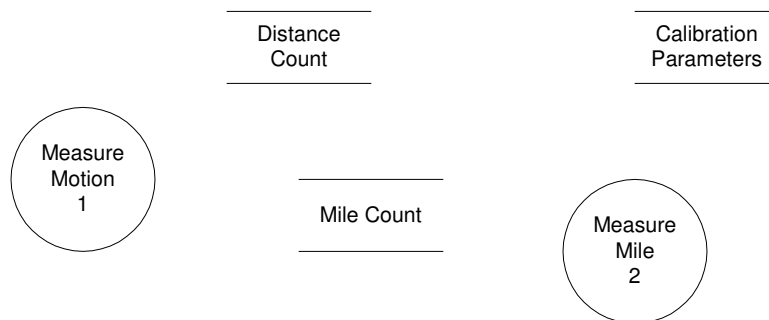 Distance
Count
Calibration
Parameters
Measure
Motion
1
Mile Count
Measure
Mile
2